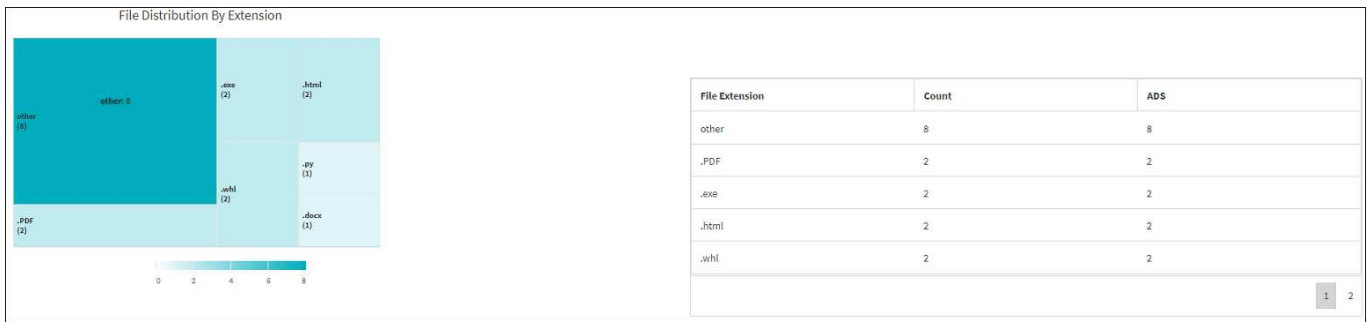 File Distribution By Extension
other: 8
other
(8)
.exe
(2)
.html
(2)
.py
(1)
.whl
(2)
.PDF
(2)
.docx
(1)
0 2 4 6 8
File Extension Count ADS
other 8 8
.PDF 2 2
.exe 2 2
.html 2 2
.whl 2 2
1 2